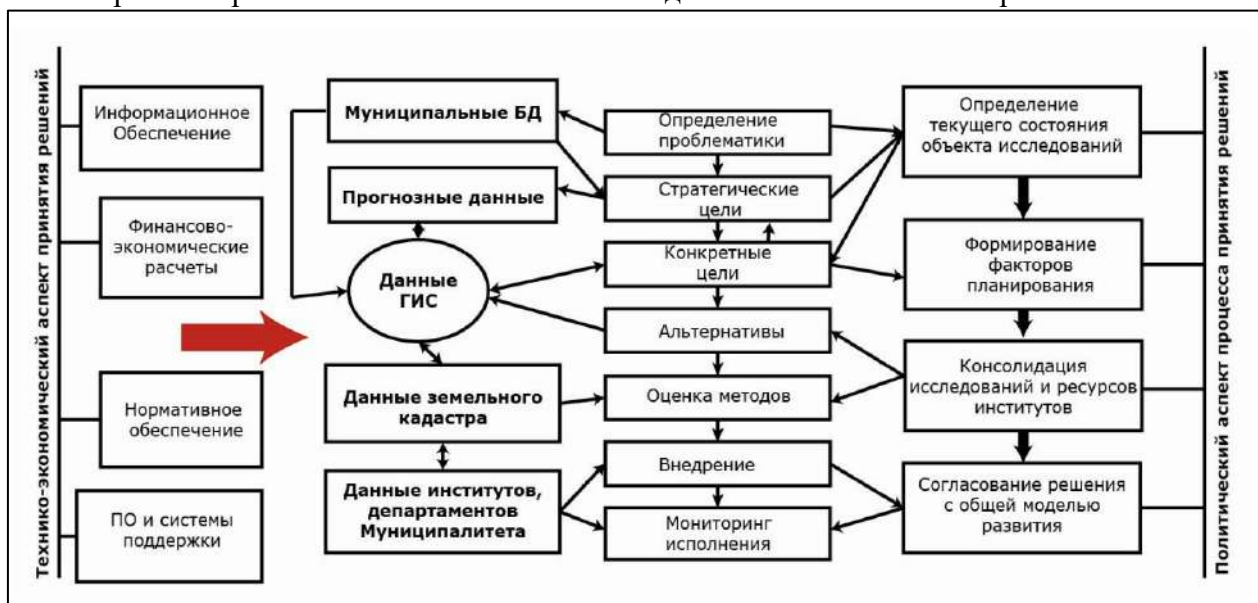 Технико-экономический аспект принятия решений
Информационное
Обеспечение
Финансово-
экономические
расчеты
Нормативное
обеспечение
ПО и системы
поддержки
Муниципальные БД
Прогнозные данные
Данные
ГИС
Данные земельного
кадастра
Данные институтов,
департаментов
Муниципалитета
Определение
проблематики
Стратегические
цели
Конкретные
цели
Альтернативы
Оценка методов
Внедрение
Мониторинг
исполнения
Определение
текущего состояния
объекта исследований
Формирование
факторов
планирования
Консолидация
исследований и ресурсов
институтов
Согласование решения
с общей моделью
развития
Политический аспект процесса принятия решений